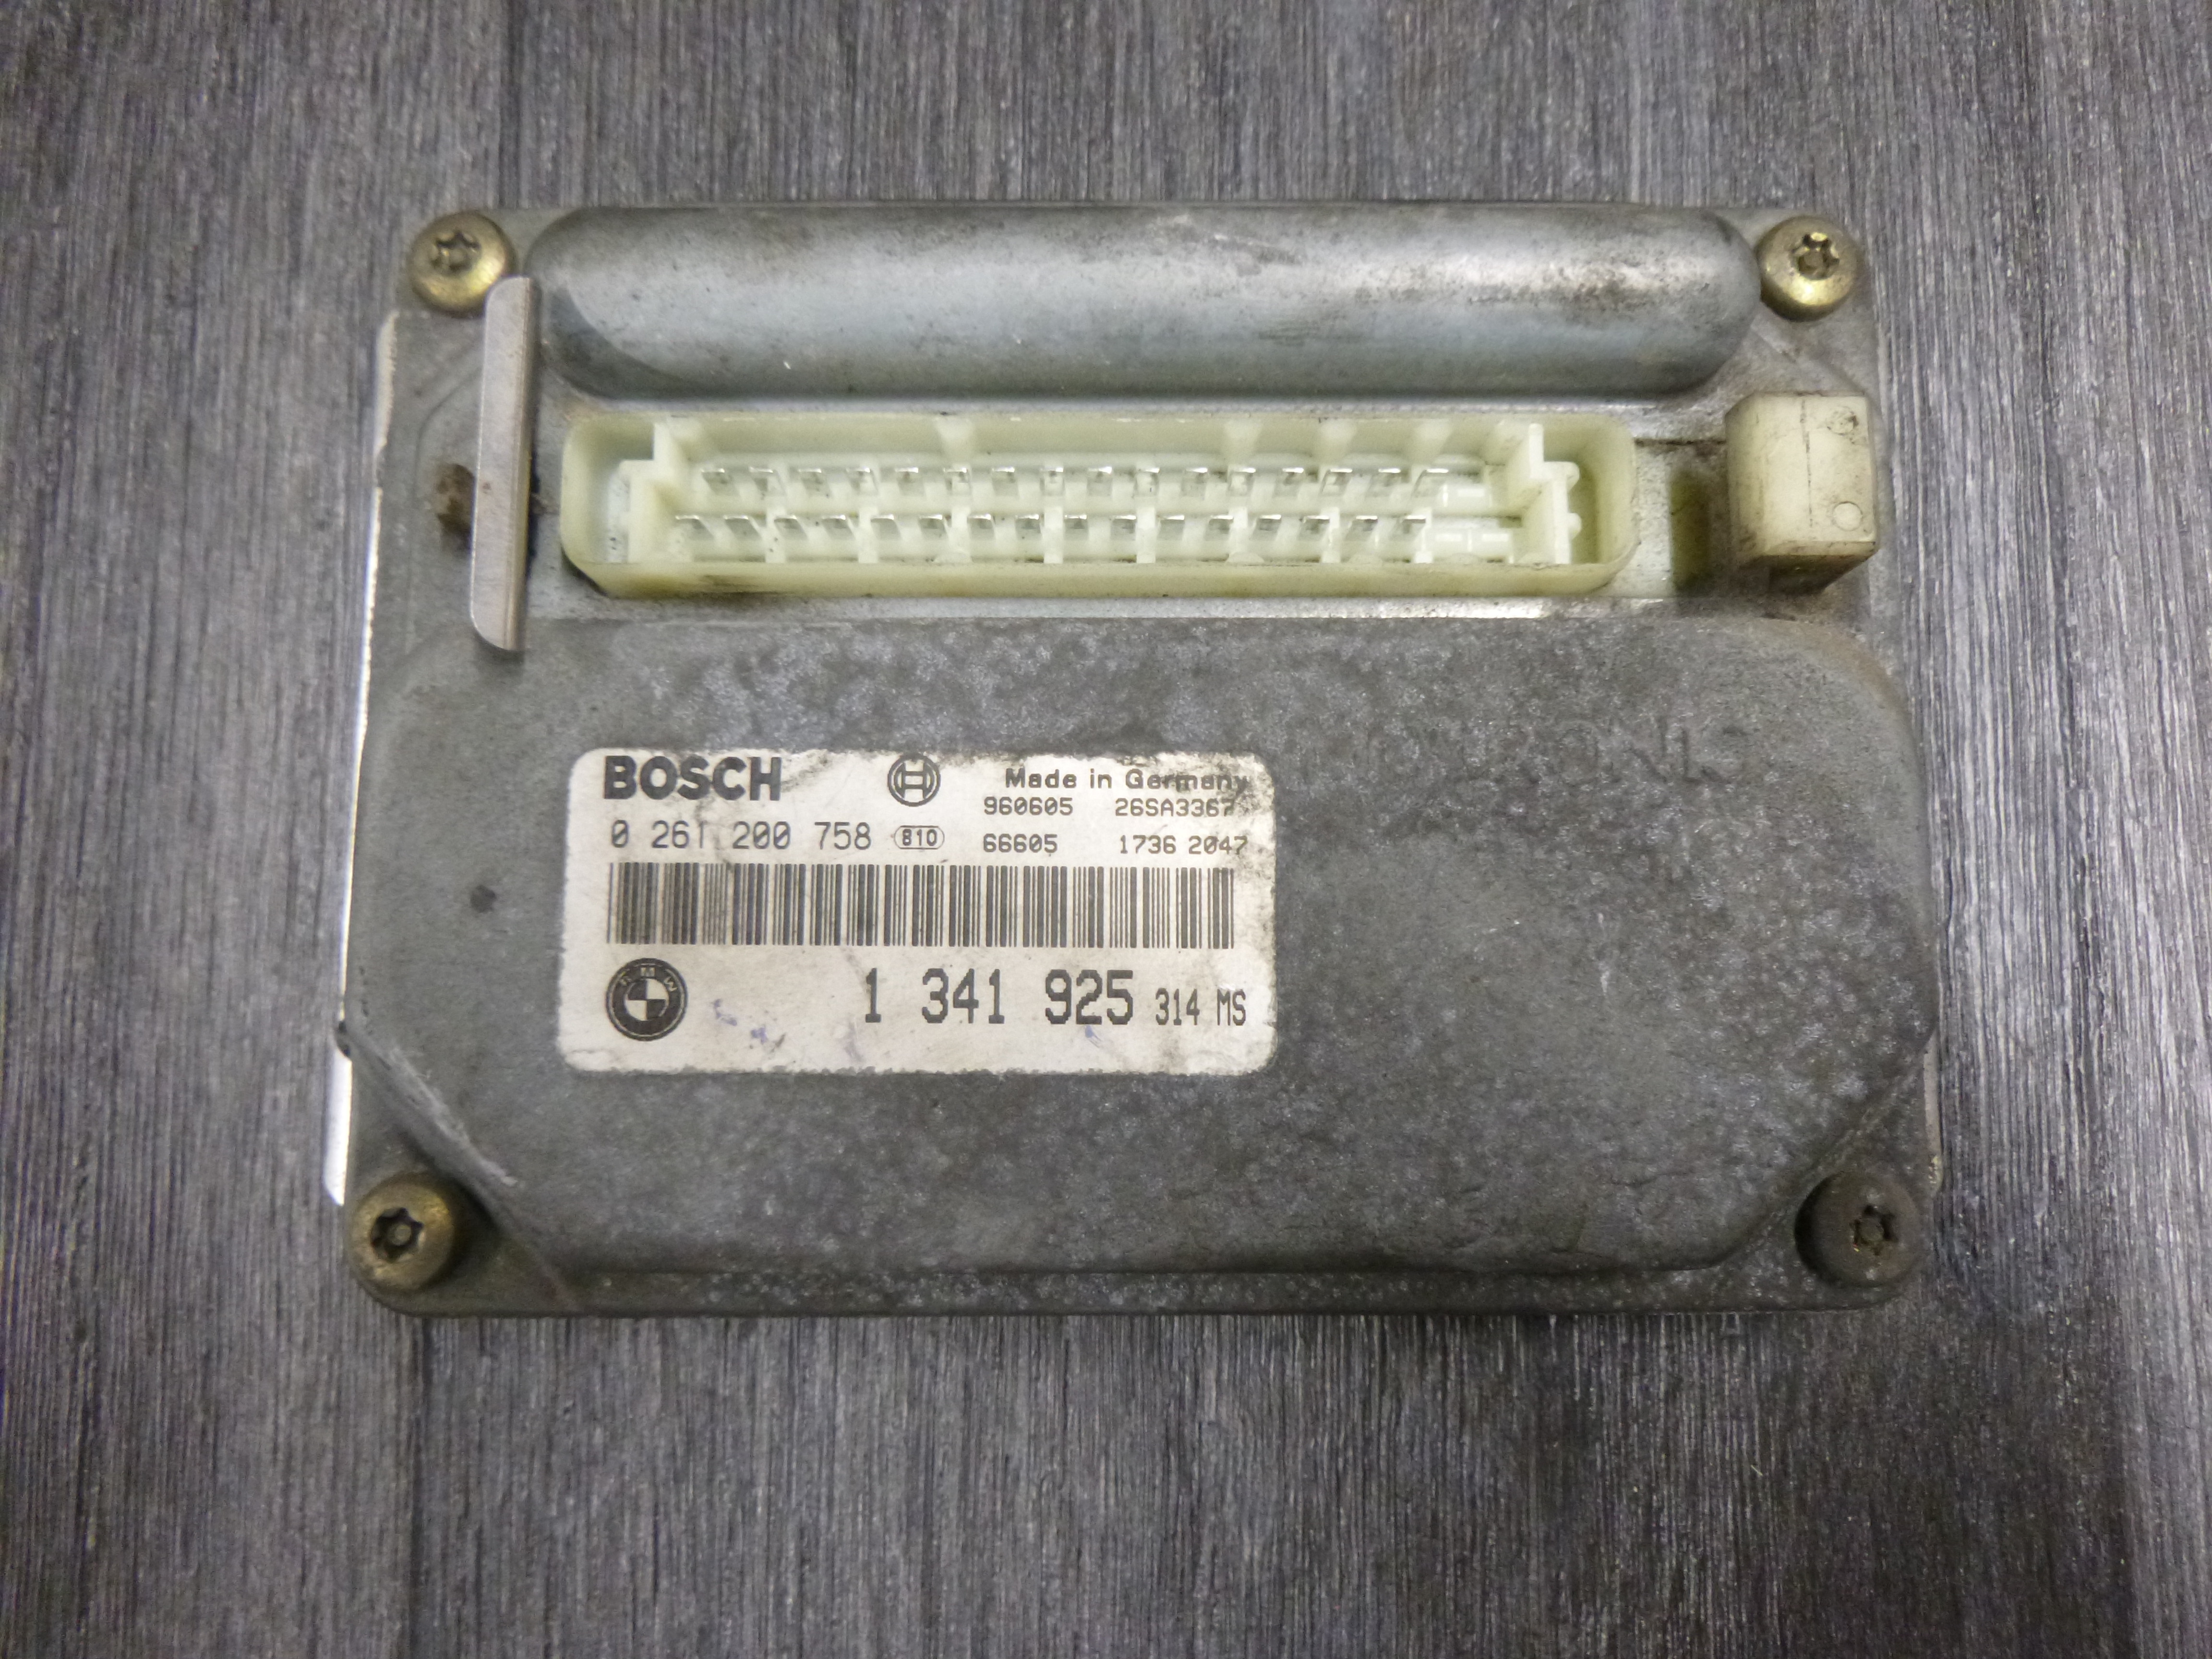 BOSCH Made in Germany
960605 26SA3367
0 261 200 758 810 66605 1736 2047
BMW
1 341 925 314 MS